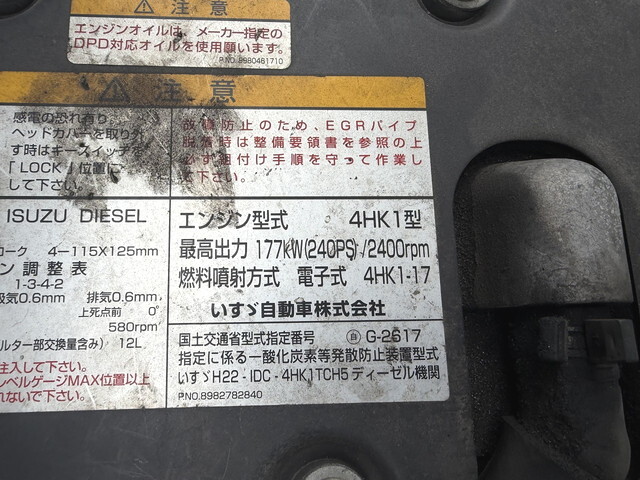 注意
エンジンオイルは、メーカー指定の
DPD対応オイルを使用願います。
P.NO.8980461710
注意
感電の恐れ有り。
ヘッドカバーを取り外
す時はキースイッチを
「LOCK」位置に
して下さい。
故障防止のため、EGRパイプ
脱着時は整備要領書を参照の上
必ず組付け手順を守って作業し
て下さい。
ISUZU DIESEL
ローク 4-115X125mm
ン調整表
1-3-4-2
吸気0.6mm 排気0.6mm
上死点前 0°
580rpm
ルター部交換量含み) 12L
注入して下さい。
ベルゲージMAX位置以上
れないで下さい。
エンジン型式 4HK1型
最高出力 177kW(240PS)/2400rpm
燃料噴射方式 電子式 4HK1-17
いすゞ自動車株式会社
国土交通省型式指定番号 自 G-2617
指定に係る一酸化炭素等発散防止装置型式
いすゞH22-IDC-4HK1TCH5 ディーゼル機関
P.NO.8982782840